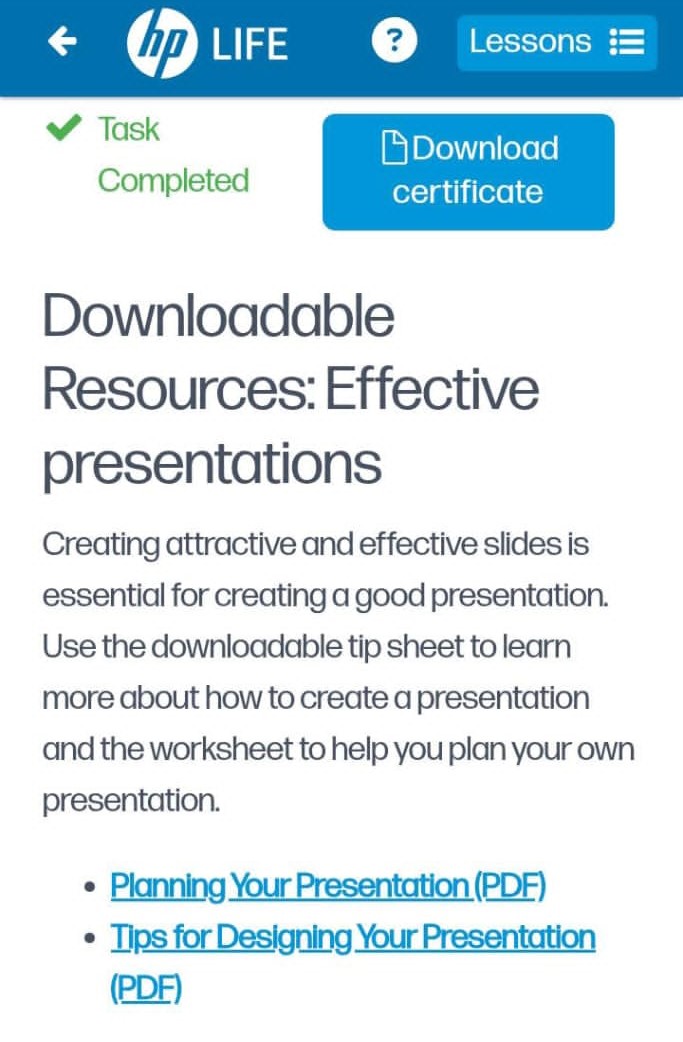 hp LIFE ? Lessons
Task
Completed
Download
certificate
Downloadable
Resources: Effective
presentations
Creating attractive and effective slides is
essential for creating a good presentation.
Use the downloadable tip sheet to learn
more about how to create a presentation
and the worksheet to help you plan your own
presentation.
• Planning Your Presentation (PDF)
• Tips for Designing Your Presentation
(PDF)